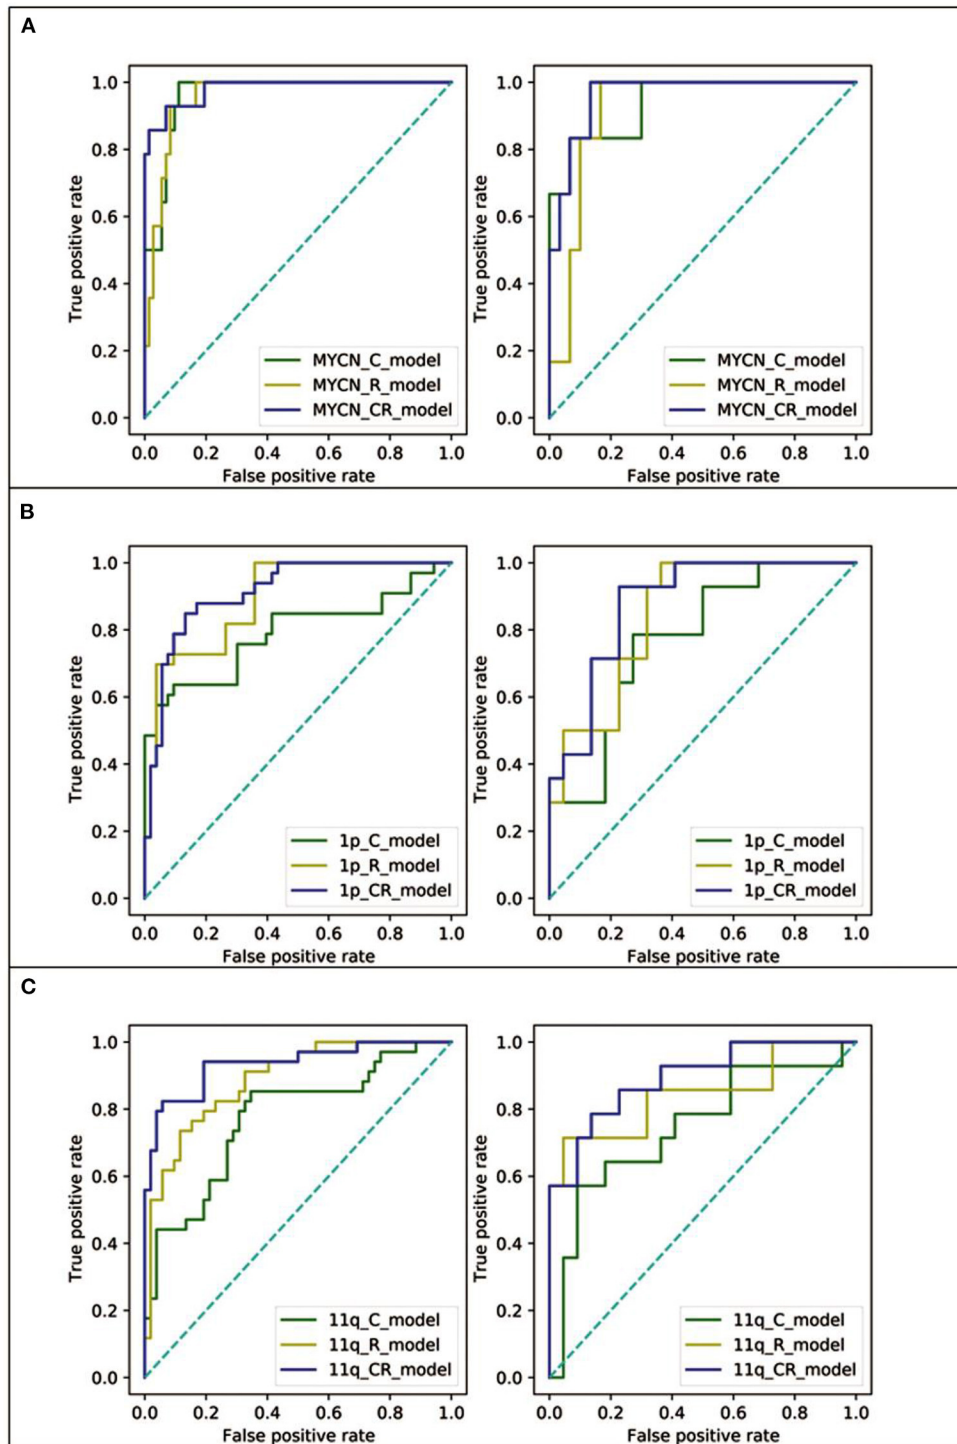 A
1.0
0.8
0.6
0.4
0.2
0.0
True positive rate
MYCN_C_model
MYCN_R_model
MYCN_CR_model
0.0 0.2 0.4 0.6 0.8 1.0
False positive rate
1.0
0.8
0.6
0.4
0.2
0.0
True positive rate
MYCN_C_model
MYCN_R_model
MYCN_CR_model
0.0 0.2 0.4 0.6 0.8 1.0
False positive rate
B
1.0
0.8
0.6
0.4
0.2
0.0
True positive rate
1p_C_model
1p_R_model
1p_CR_model
0.0 0.2 0.4 0.6 0.8 1.0
False positive rate
1.0
0.8
0.6
0.4
0.2
0.0
True positive rate
1p_C_model
1p_R_model
1p_CR_model
0.0 0.2 0.4 0.6 0.8 1.0
False positive rate
C
1.0
0.8
0.6
0.4
0.2
0.0
True positive rate
11q_C_model
11q_R_model
11q_CR_model
0.0 0.2 0.4 0.6 0.8 1.0
False positive rate
1.0
0.8
0.6
0.4
0.2
0.0
True positive rate
11q_C_model
11q_R_model
11q_CR_model
0.0 0.2 0.4 0.6 0.8 1.0
False positive rate